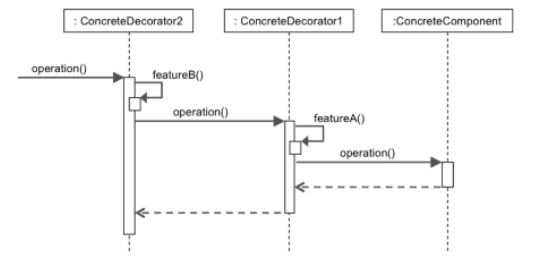 : ConcreteDecorator2
: ConcreteDecorator1
:ConcreteComponent
operation()
featureB()
operation()
featureA()
operation()